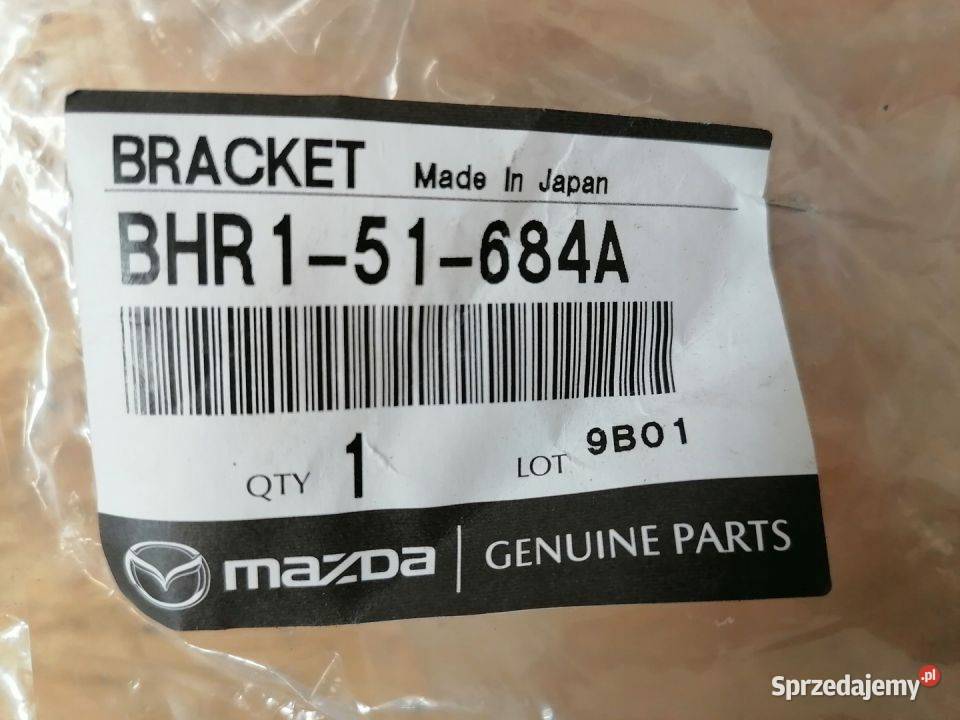 BRACKET Made In Japan
BHR1-51-684A
QTY 1 LOT 9B01
mazda GENUINE PARTS
Sprzedajemy.pl